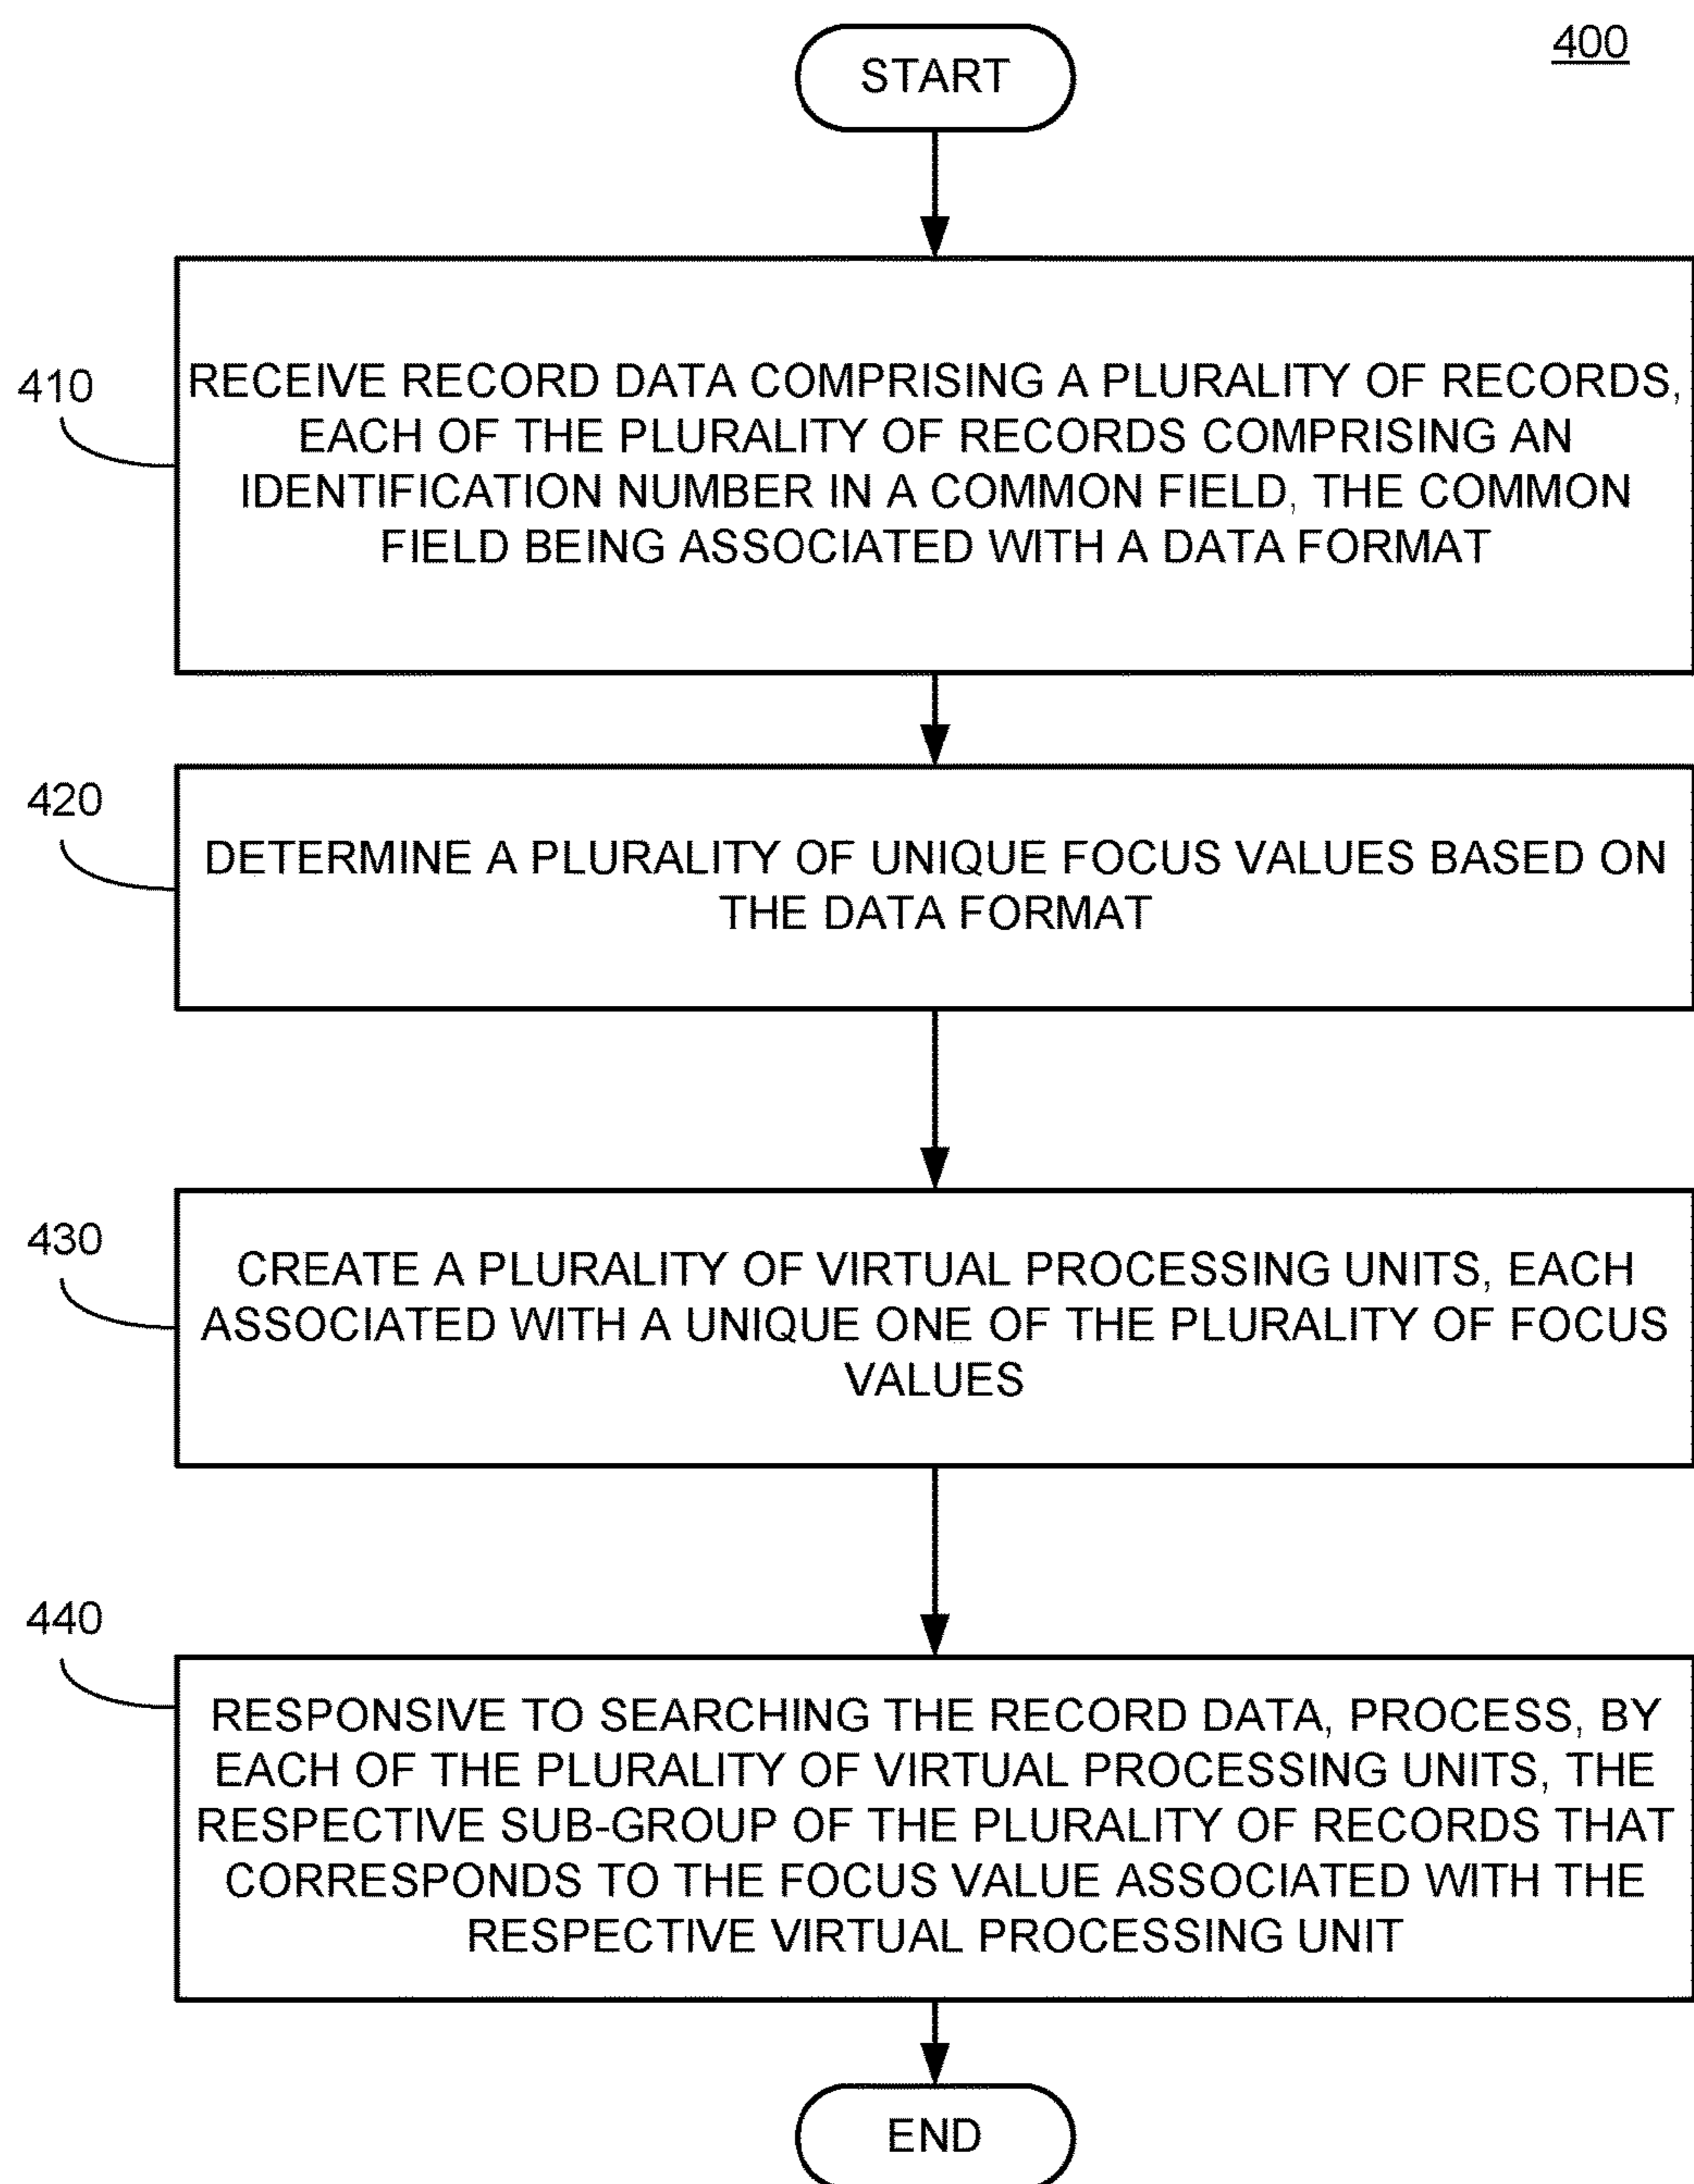 400
START
410
RECEIVE RECORD DATA COMPRISING A PLURALITY OF RECORDS,
EACH OF THE PLURALITY OF RECORDS COMPRISING AN
IDENTIFICATION NUMBER IN A COMMON FIELD, THE COMMON
FIELD BEING ASSOCIATED WITH A DATA FORMAT
420
DETERMINE A PLURALITY OF UNIQUE FOCUS VALUES BASED ON
THE DATA FORMAT
430
CREATE A PLURALITY OF VIRTUAL PROCESSING UNITS, EACH
ASSOCIATED WITH A UNIQUE ONE OF THE PLURALITY OF FOCUS
VALUES
440
RESPONSIVE TO SEARCHING THE RECORD DATA, PROCESS, BY
EACH OF THE PLURALITY OF VIRTUAL PROCESSING UNITS, THE
RESPECTIVE SUB-GROUP OF THE PLURALITY OF RECORDS THAT
CORRESPONDS TO THE FOCUS VALUE ASSOCIATED WITH THE
RESPECTIVE VIRTUAL PROCESSING UNIT
END